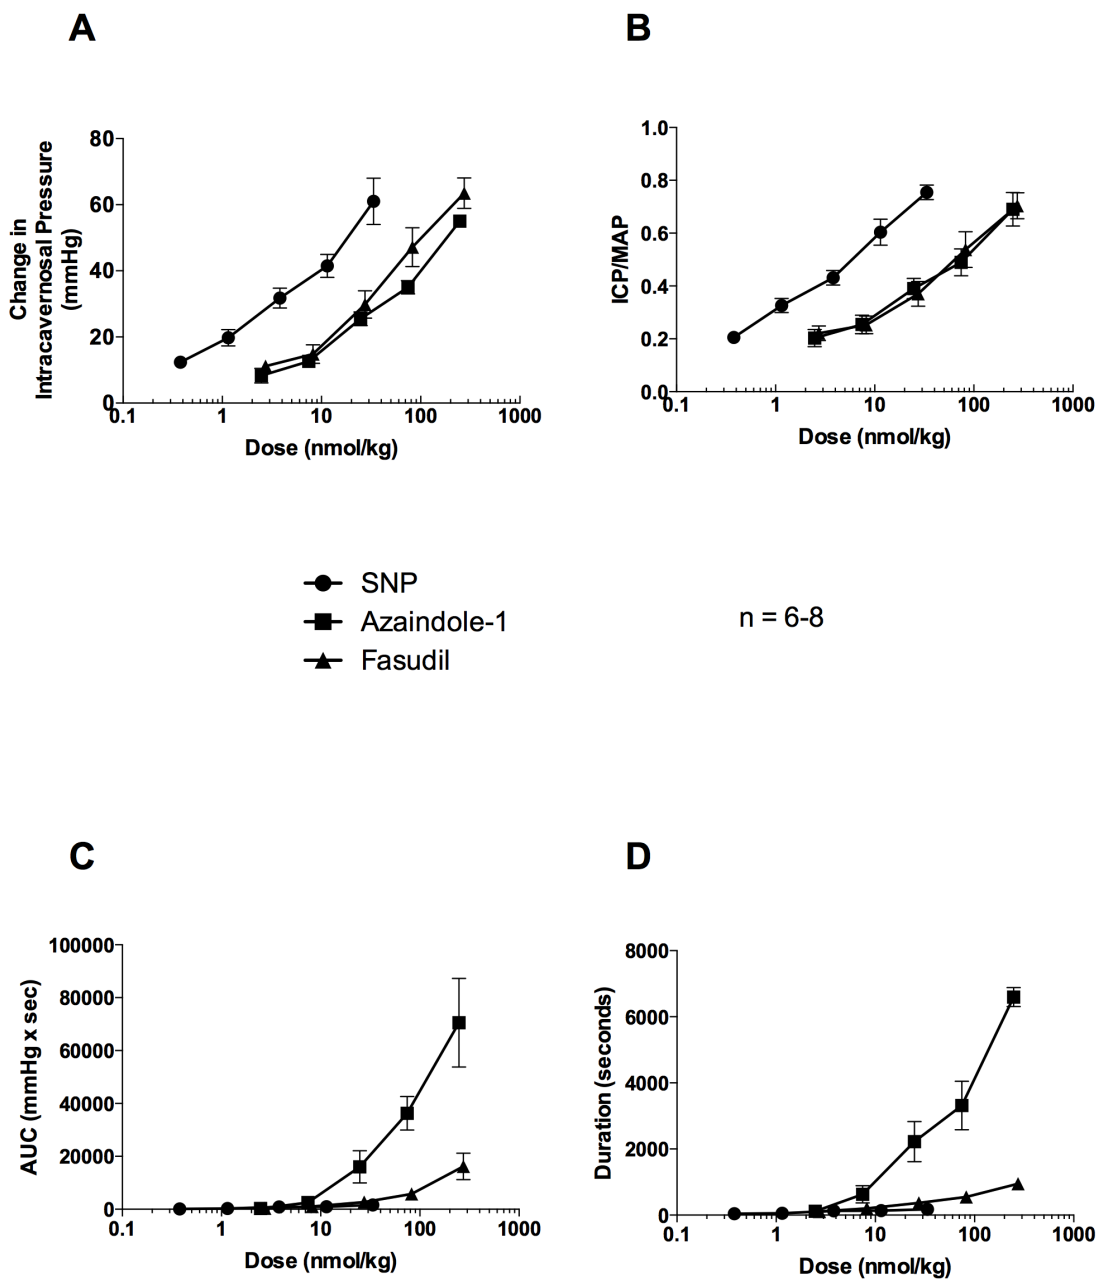 A
B
Change in
Intracavernosal Pressure
(mmHg)
80
60
40
20
0
0.1 1 10 100 1000
Dose (nmol/kg)
ICP/MAP
1.0
0.8
0.6
0.4
0.2
0.0
0.1 1 10 100 1000
Dose (nmol/kg)
SNP
Azaindole-1
Fasudil
n = 6-8
C
D
AUC (mmHg x sec)
100000
80000
60000
40000
20000
0
0.1 1 10 100 1000
Dose (nmol/kg)
Duration (seconds)
8000
6000
4000
2000
0
0.1 1 10 100 1000
Dose (nmol/kg)